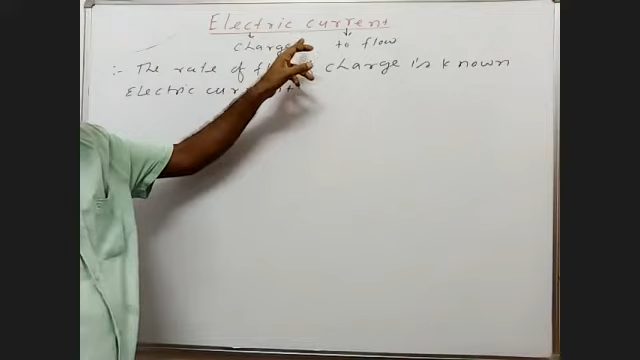 Electric current
↓ ↓
charge to flow
:- The rate of charge is known
Electric